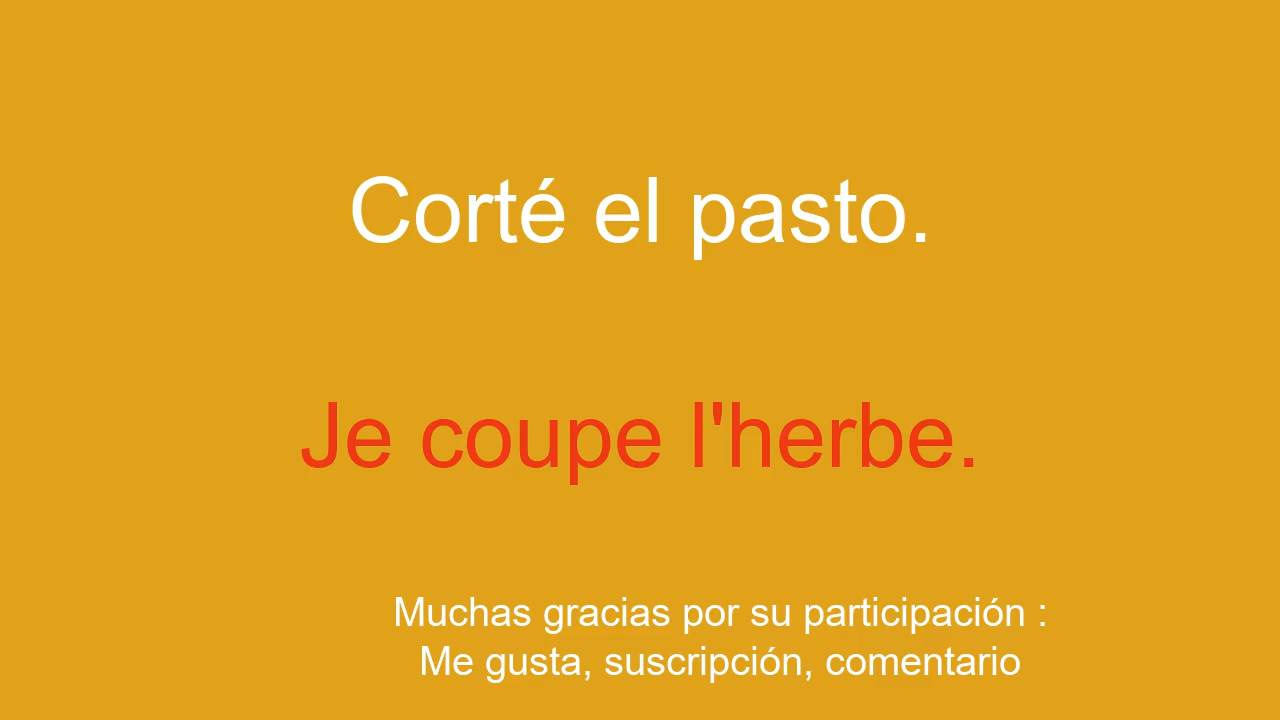 Corté el pasto.
Je coupe l'herbe.
Muchas gracias por su participación :
Me gusta, suscripción, comentario